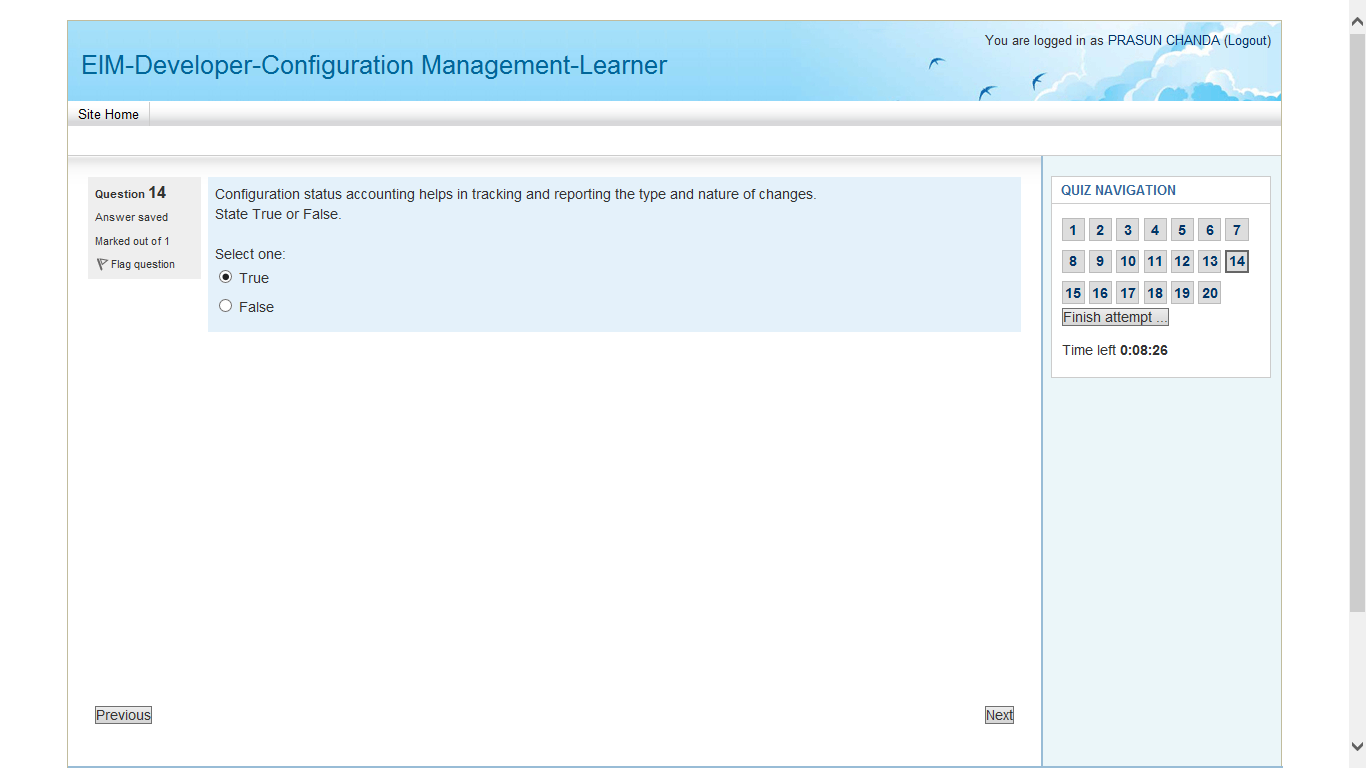 You are logged in as PRASUN CHANDA (Logout)
EIM-Developer-Configuration Management-Learner
Site Home
Question 14
Answer saved
Marked out of 1
Flag question
Configuration status accounting helps in tracking and reporting the type and nature of changes.
State True or False.
Select one:
True
False
QUIZ NAVIGATION
1 2 3 4 5 6 7
8 9 10 11 12 13 14
15 16 17 18 19 20
Finish attempt ...
Time left 0:08:26
Previous
Next